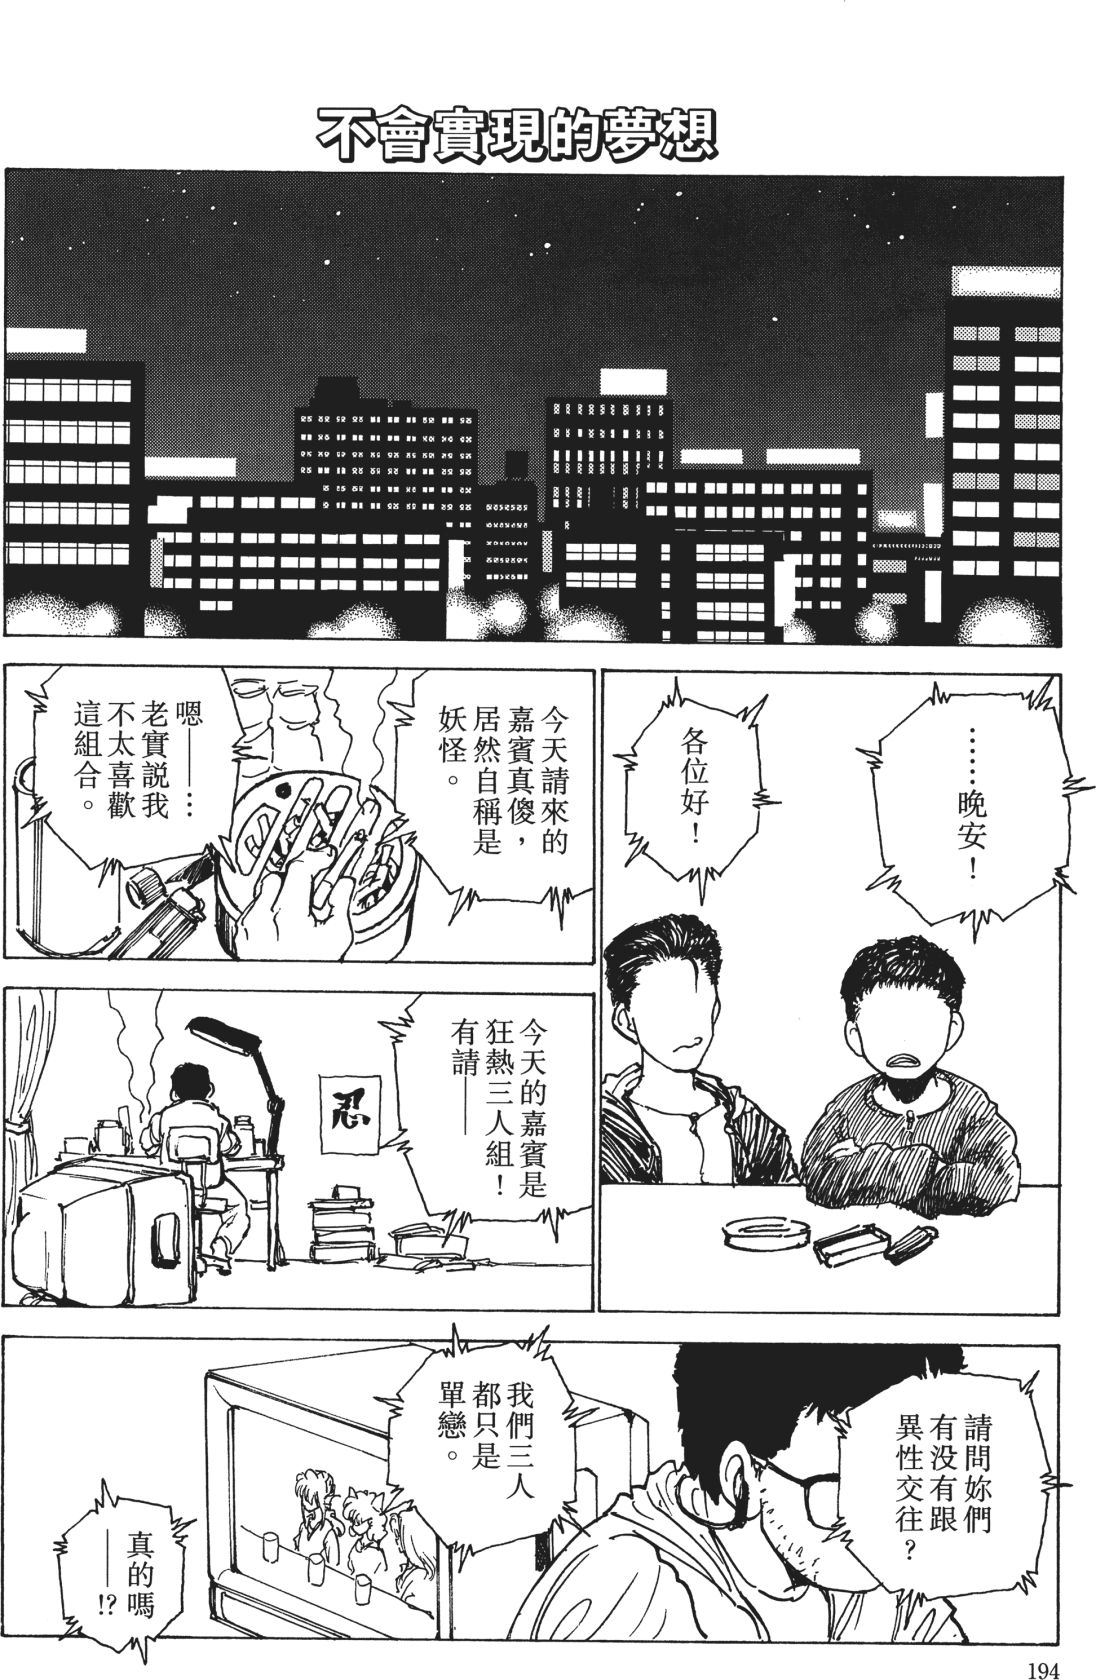 不會實現的夢想
……晚安！
各位好！
今天請來的
嘉賓真傻，
居然自稱是
妖怪。
嗯——…
老實説我
不太喜歡
這組合。
今天的嘉賓是
狂熱三人組！
有請——
忍
請問妳們
有没有跟
異性交往？
我們三人
都只是
單戀。
真的嗎
——!?
194